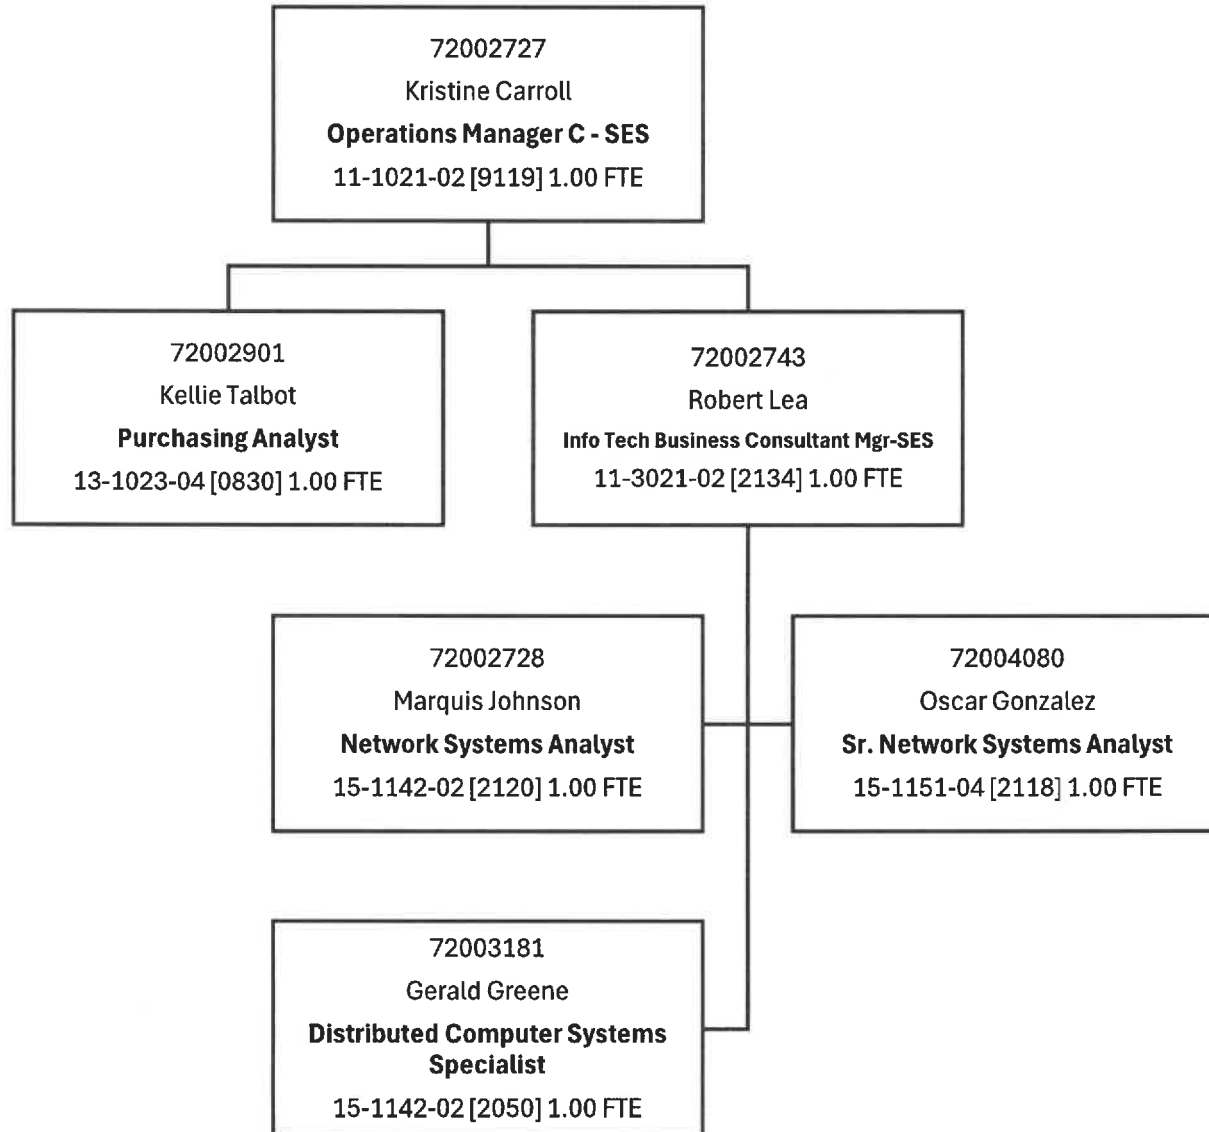 72002727
Kristine Carroll
Operations Manager C - SES
11-1021-02 [9119] 1.00 FTE
72002901
Kellie Talbot
Purchasing Analyst
13-1023-04 [0830] 1.00 FTE
72002743
Robert Lea
Info Tech Business Consultant Mgr-SES
11-3021-02 [2134] 1.00 FTE
72002728
Marquis Johnson
Network Systems Analyst
15-1142-02 [2120] 1.00 FTE
72004080
Oscar Gonzalez
Sr. Network Systems Analyst
15-1151-04 [2118] 1.00 FTE
72003181
Gerald Greene
Distributed Computer Systems
Specialist
15-1142-02 [2050] 1.00 FTE